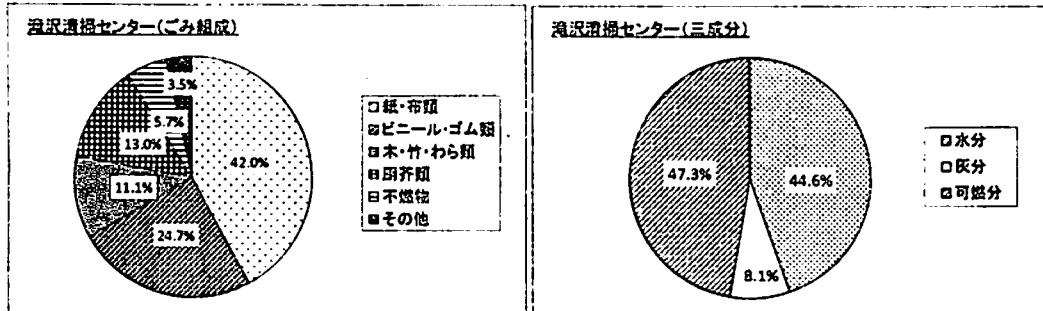 滝沢清掃センター(ごみ組成)
3.5%
5.7%
13.0%
42.0%
11.1%
24.7%
紙・布類
ビニール・ゴム類
木・竹・わら類
厨芥類
不燃物
その他
滝沢清掃センター(三成分)
47.3%
44.6%
8.1%
水分
灰分
可燃分